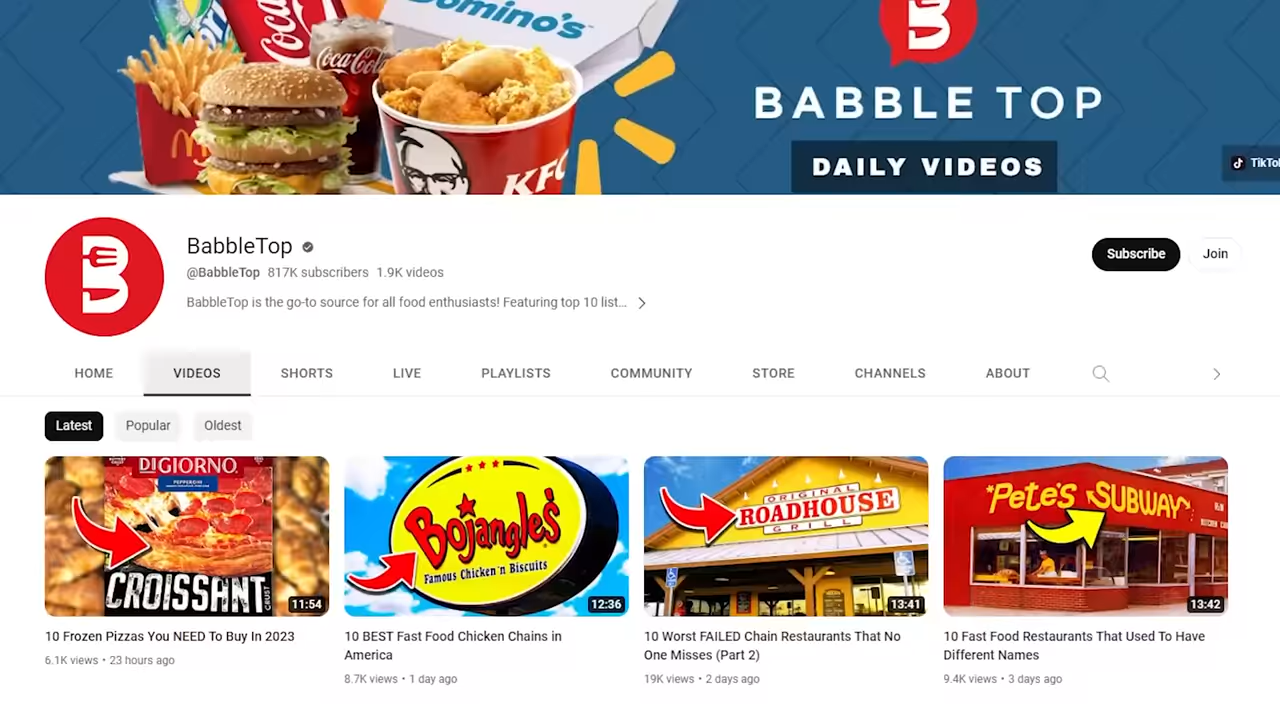 Domino's
Coca-Cola
KFC
B
BABBLE TOP
DAILY VIDEOS
TikTo
B
BabbleTop
@BabbleTop 817K subscribers 1.9K videos
BabbleTop is the go-to source for all food enthusiasts! Featuring top 10 list...
Subscribe
Join
HOME
VIDEOS
SHORTS
LIVE
PLAYLISTS
COMMUNITY
STORE
CHANNELS
ABOUT
Latest
Popular
Oldest
DIGIORNO
PEPPERONI
CROISSANT
CRUST
11:54
Bojangles'
Famous Chicken 'n Biscuits
12:36
ORIGINAL
ROADHOUSE
GRILL
13:41
Pete's SUBWAY
13:42
10 Frozen Pizzas You NEED To Buy In 2023
6.1K views • 23 hours ago
10 BEST Fast Food Chicken Chains in
America
8.7K views • 1 day ago
10 Worst FAILED Chain Restaurants That No
One Misses (Part 2)
19K views • 2 days ago
10 Fast Food Restaurants That Used To Have
Different Names
9.4K views • 3 days ago